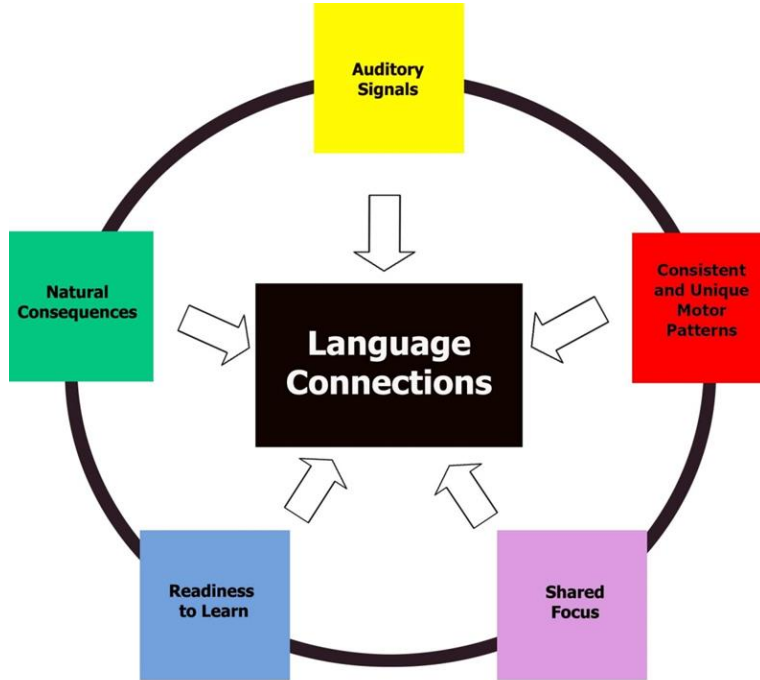 Auditory
Signals
Natural
Consequences
Consistent
and Unique
Motor
Patterns
Language
Connections
Readiness
to Learn
Shared
Focus